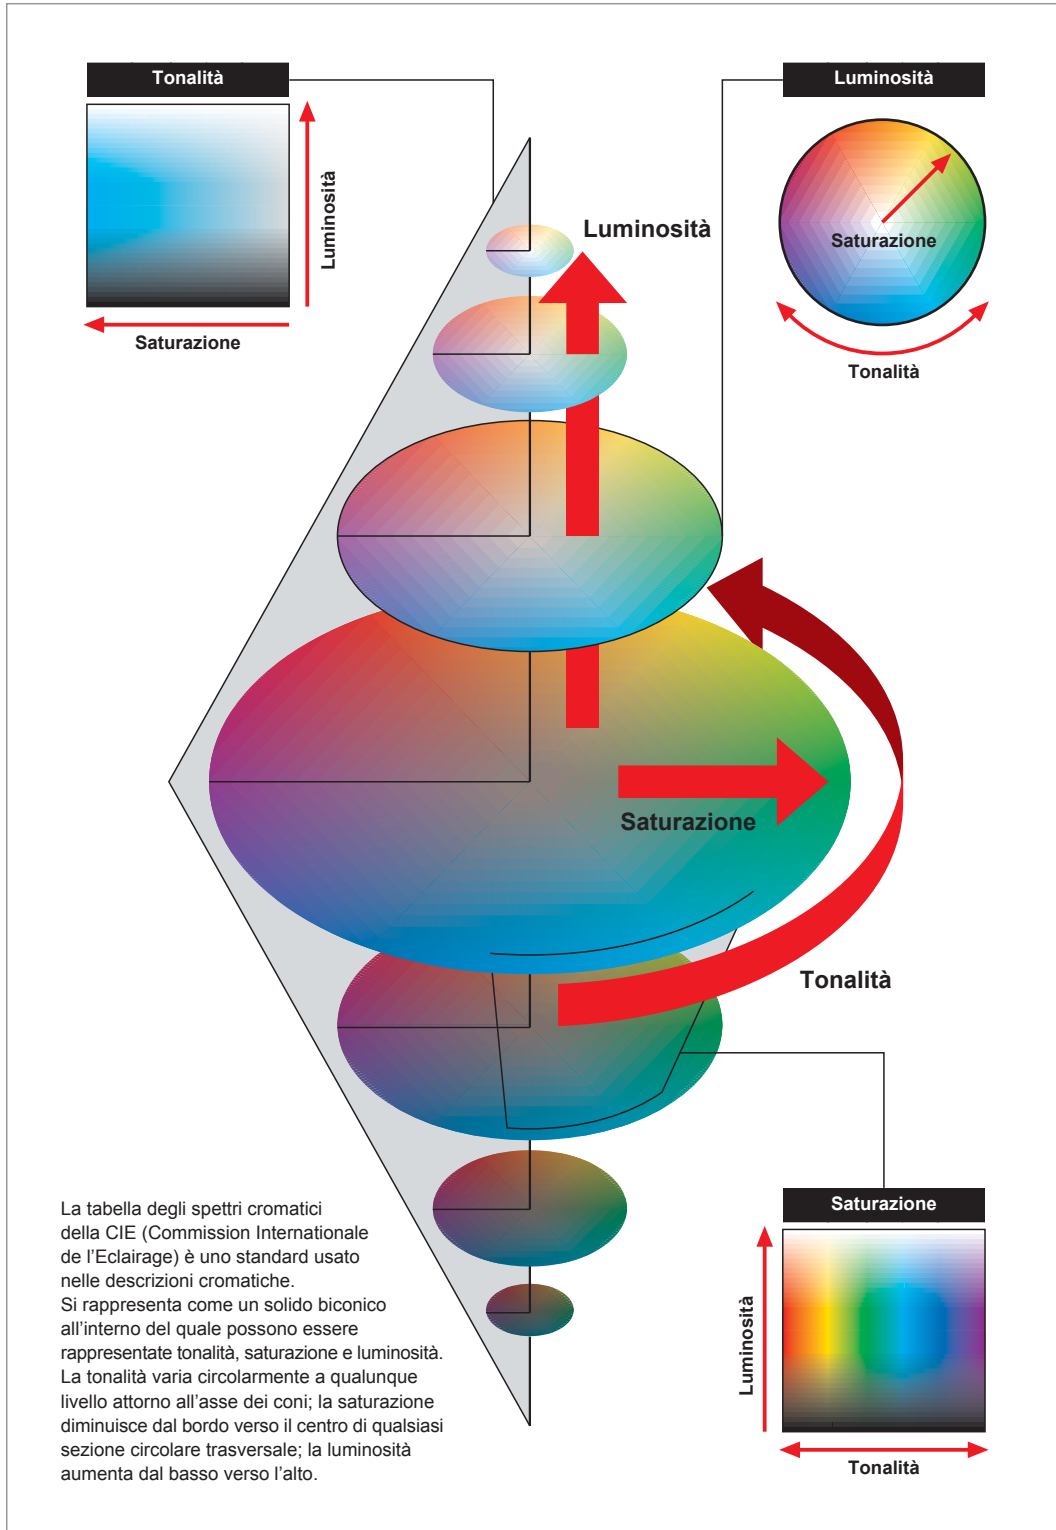 Tonalità
Luminosità
Saturazione
Luminosità
Luminosità
Saturazione
Tonalità
Saturazione
Tonalità
Saturazione
Luminosità
Tonalità
La tabella degli spettri cromatici
della CIE (Commission Internationale
de l’Eclairage) è uno standard usato
nelle descrizioni cromatiche.
Si rappresenta come un solido biconico
all’interno del quale possono essere
rappresentate tonalità, saturazione e luminosità.
La tonalità varia circolarmente a qualunque
livello attorno all’asse dei coni; la saturazione
diminuisce dal bordo verso il centro di qualsiasi
sezione circolare trasversale; la luminosità
aumenta dal basso verso l’alto.